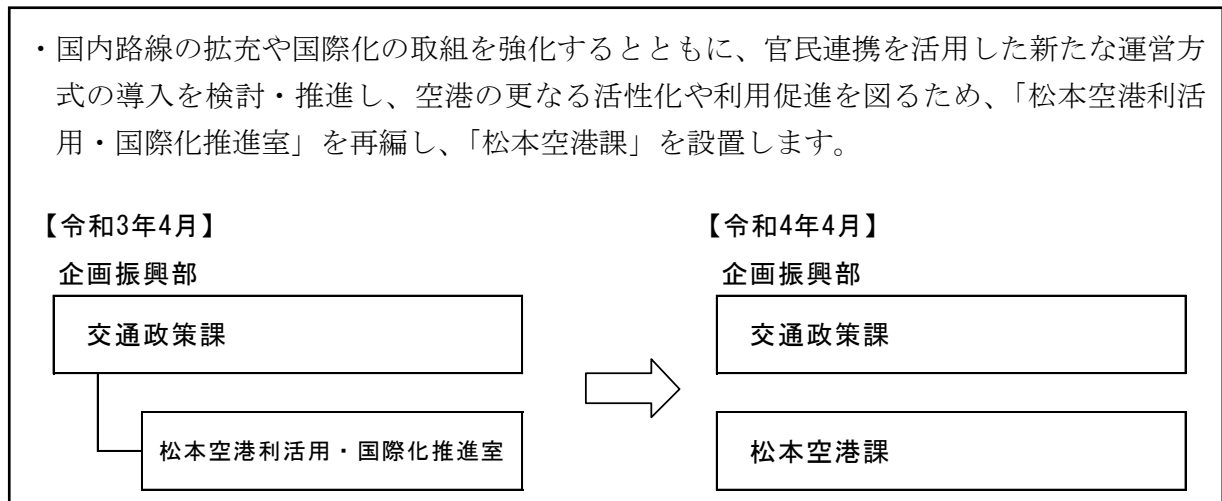 ・国内路線の拡充や国際化の取組を強化するとともに、官民連携を活用した新たな運営方
式の導入を検討・推進し、空港の更なる活性化や利用促進を図るため、「松本空港利活
用・国際化推進室」を再編し、「松本空港課」を設置します。
【令和3年4月】
企画振興部
交通政策課
松本空港利活用・国際化推進室
【令和4年4月】
企画振興部
交通政策課
松本空港課